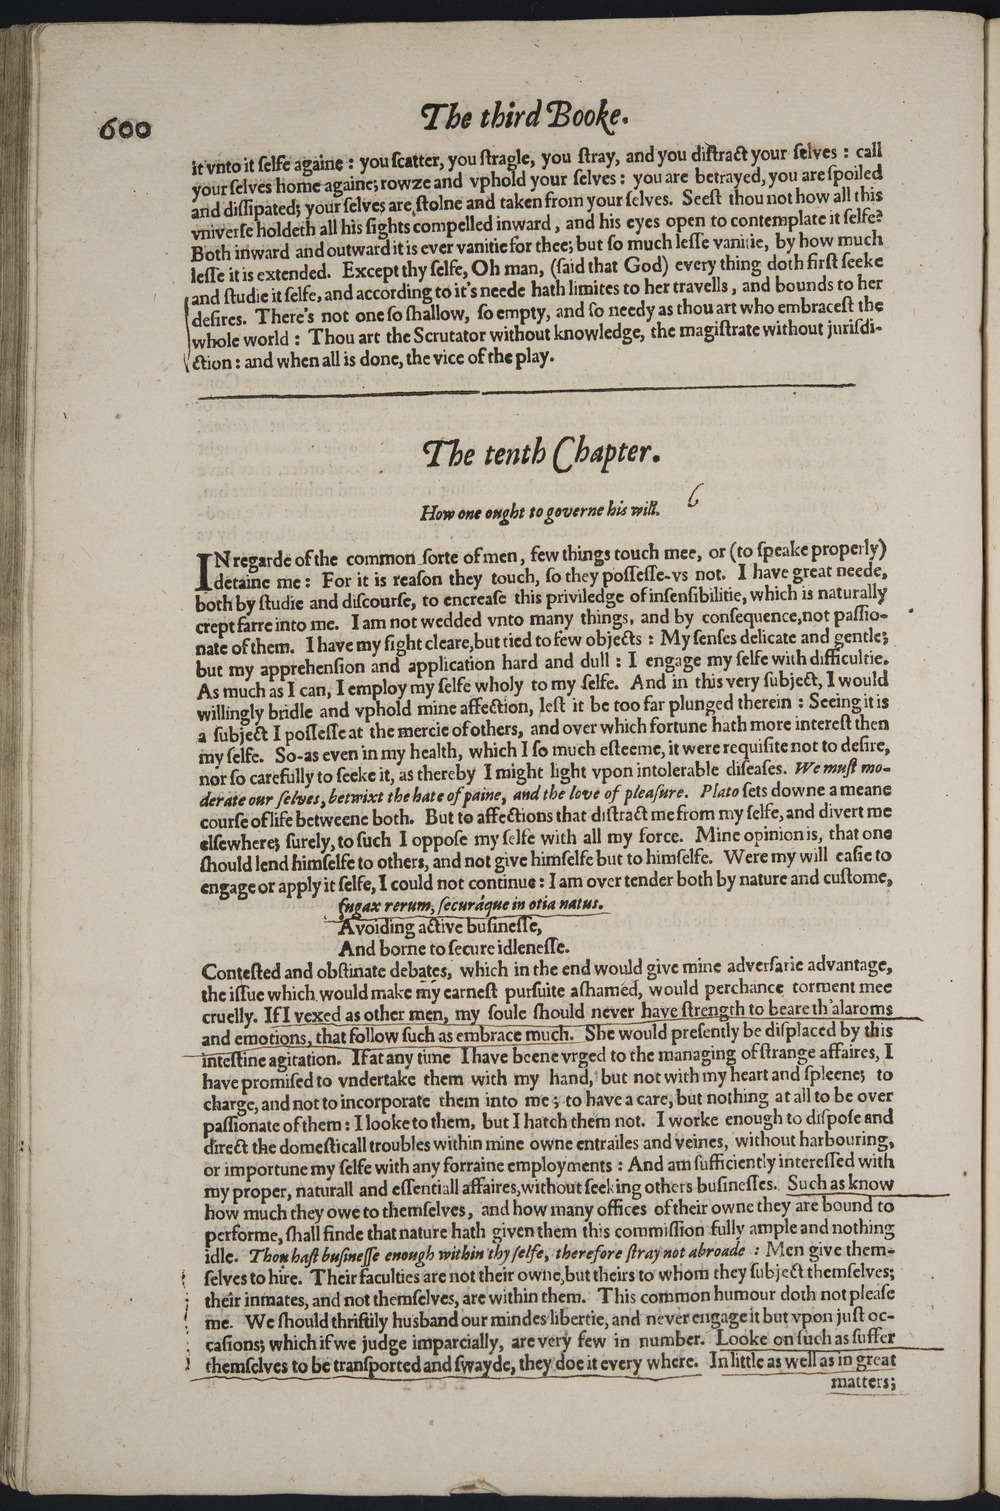 600
The third Booke.
it vnto it ſelfe againe : you ſcatter, you ſtragle, you ſtray, and you diſtract your ſelves : call
your ſelves home againe; rowze and vphold your ſelves : you are betrayed, you are ſpoiled
and diſſipated; your ſelves are ſtolne and taken from your ſelves. Seeſt thou not how all this
vniverſe holdeth all his ſights compelled inward, and his eyes open to contemplate it ſelfe?
Both inward and outward it is ever vanitie for thee; but ſo much leſſe vanitie, by how much
leſſe it is extended. Except thy ſelfe, Oh man, (ſaid that God) every thing doth firſt ſeeke
and ſtudie it ſelfe, and according to it's neede hath limites to her travells, and bounds to her
deſires. There's not one ſo ſhallow, ſo empty, and ſo needy as thou art who embraceſt the
whole world : Thou art the Scrutator without knowledge, the magiſtrate without juriſdi-
ction : and when all is done, the vice of the play.
The tenth Chapter.
How one ought to governe his will.
6
IN regarde of the common ſorte of men, few things touch mee, or (to ſpeake properly)
detaine me : For it is reaſon they touch, ſo they poſſeſſe-vs not. I have great neede,
both by ſtudie and diſcourſe, to encreaſe this priviledge of inſenſibilitie, which is naturally
crept farre into me. I am not wedded vnto many things, and by conſequence, not paſſio-
nate of them. I have my ſight cleare, but tied to few objects : My ſenſes delicate and gentle;
but my apprehenſion and application hard and dull : I engage my ſelfe with difficultie.
As much as I can, I employ my ſelfe wholy to my ſelfe. And in this very ſubject, I would
willingly bridle and vphold mine affection, leſt it be too far plunged therein : Seeing it is
a ſubject I poſſeſſe at the mercie of others, and over which fortune hath more intereſt then
my ſelfe. So-as even in my health, which I ſo much eſteeme, it were requiſite not to deſire,
nor ſo carefully to ſeeke it, as thereby I might light vpon intolerable diſeaſes. We muſt mo-
derate our ſelves, betwixt the hate of paine, and the love of pleaſure. Plato ſets downe a meane
courſe of life betweene both. But to affections that diſtract me from my ſelfe, and divert me
elſewhere; ſurely, to ſuch I oppoſe my ſelfe with all my force. Mine opinion is, that one
ſhould lend himſelfe to others, and not give himſelfe but to himſelfe. Were my will eaſie to
engage or apply it ſelfe, I could not continue : I am over tender both by nature and cuſtome,
fugax rerum, ſecuráque in otia natus.
Avoiding active buſineſſe,
And borne to ſecure idleneſſe.
Conteſted and obſtinate debates, which in the end would give mine adverſarie advantage,
the iſſue which would make my earneſt purſuite aſhamed, would perchance torment mee
cruelly. If I vexed as other men, my ſoule ſhould never have ſtrength to beare th'alaroms
and emotions, that follow ſuch as embrace much. She would preſently be diſplaced by this
inteſtine agitation. If at any time I have beene vrged to the managing of ſtrange affaires, I
have promiſed to vndertake them with my hand, but not with my heart and ſpleene; to
charge, and not to incorporate them into me ; to have a care, but nothing at all to be over
paſſionate of them : I looke to them, but I hatch them not. I worke enough to diſpoſe and
direct the domeſticall troubles within mine owne entrailes and veines, without harbouring,
or importune my ſelfe with any forraine employments : And am ſufficiently intereſſed with
my proper, naturall and eſſentiall affaires, without ſeeking others buſineſſes. Such as know
how much they owe to themſelves, and how many offices of their owne they are bound to
performe, ſhall finde that nature hath given them this commiſſion fully ample and nothing
idle. Thou haſt buſineſſe enough within thy ſelfe, therefore ſtray not abroade : Men give them-
ſelves to hire. Their faculties are not their owne, but theirs to whom they ſubject themſelves;
their inmates, and not themſelves, are within them. This common humour doth not pleaſe
me. We ſhould thriftily husband our mindes libertie, and never engage it but vpon juſt oc-
caſions; which if we judge imparcially, are very few in number. Looke on ſuch as ſuffer
themſelves to be tranſported and ſwayde, they doe it every where. In little as well as in great
matters;